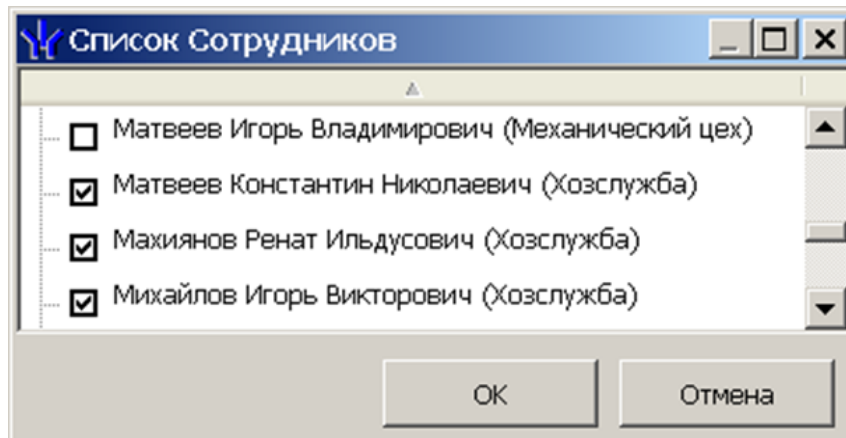 Список Сотрудников
Матвеев Игорь Владимирович (Механический цех)
Матвеев Константин Николаевич (Хозслужба)
Махиянов Ренат Ильдусович (Хозслужба)
Михайлов Игорь Викторович (Хозслужба)
ОК Отмена